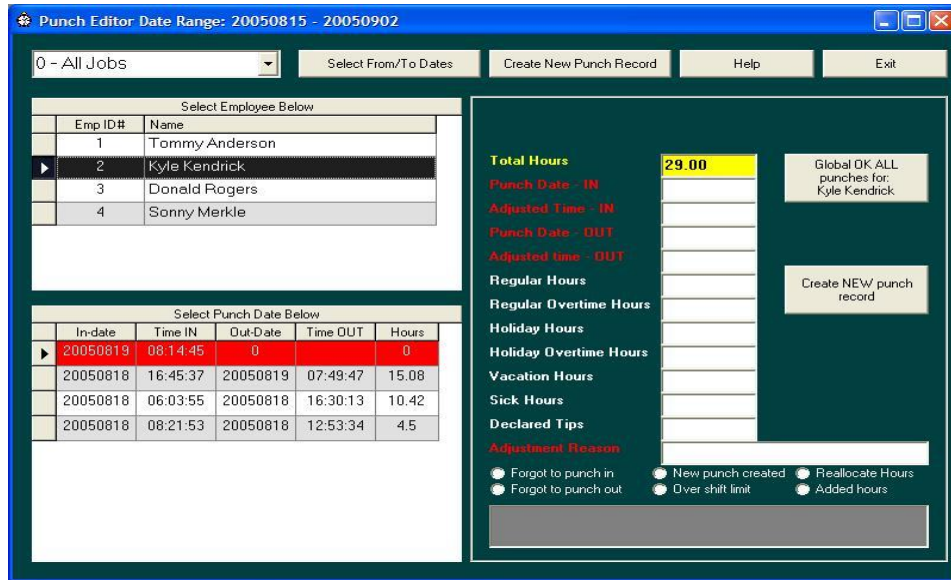 Punch Editor Date Range: 20050815 - 20050902
0 - All Jobs
Select From/To Dates
Create New Punch Record
Help
Exit
Select Employee Below
Emp ID# Name
1 Tommy Anderson
2 Kyle Kendrick
3 Donald Rogers
4 Sonny Merkle
Select Punch Date Below
In-date Time IN Out-Date Time OUT Hours
20050819 08:14:45 0 0
20050818 16:45:37 20050819 07:49:47 15.08
20050818 06:03:55 20050818 16:30:13 10.42
20050818 08:21:53 20050818 12:53:34 4.5
Total Hours 29.00
Punch Date - IN
Adjusted Time - IN
Punch Date - OUT
Adjusted time - OUT
Regular Hours
Regular Overtime Hours
Holiday Hours
Holiday Overtime Hours
Vacation Hours
Sick Hours
Declared Tips
Adjustment Reason
Forgot to punch in New punch created Reallocate Hours
Forgot to punch out Over shift limit Added hours
Global OK ALL
punches for:
Kyle Kendrick
Create NEW punch
record